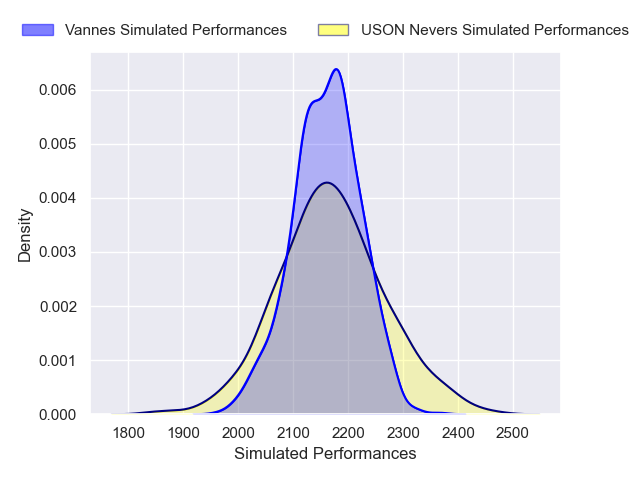 Vannes Simulated Performances USON Nevers Simulated Performances
0.006
0.005
0.004
0.003
0.002
0.001
0.000
Density
1800 1900 2000 2100 2200 2300 2400 2500
Simulated Performances